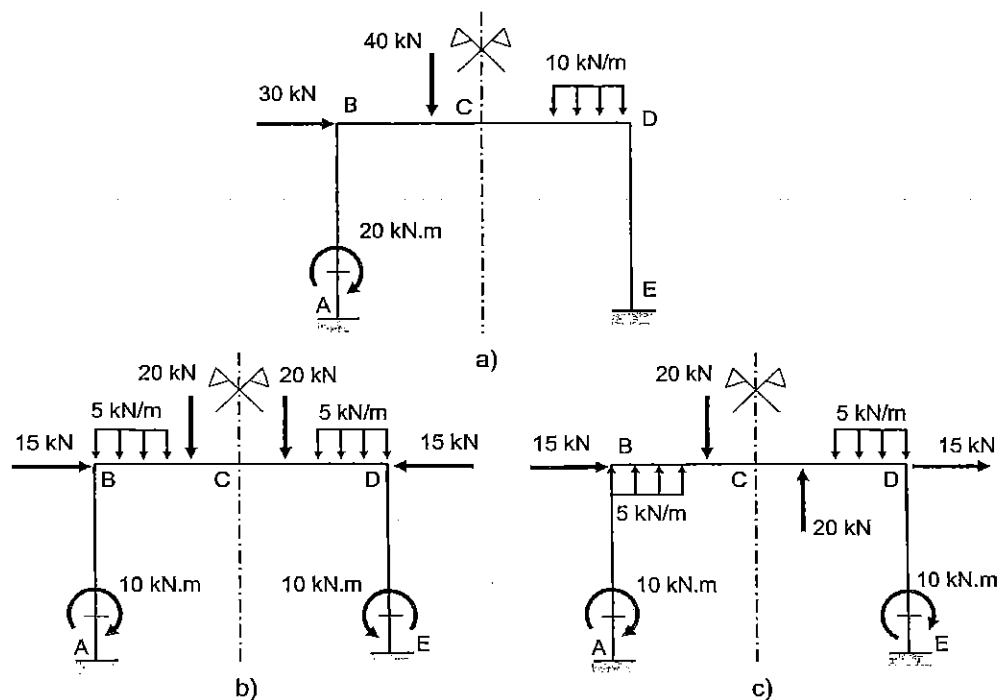 40 kN
10 kN/m
30 kN
B
C
D
20 kN.m
A
E
a)
20 kN
20 kN
5 kN/m
5 kN/m
15 kN
15 kN
B
C
D
10 kN.m
10 kN.m
A
E
b)
20 kN
5 kN/m
15 kN
15 kN
B
C
D
5 kN/m
20 kN
10 kN.m
10 kN.m
A
E
c)